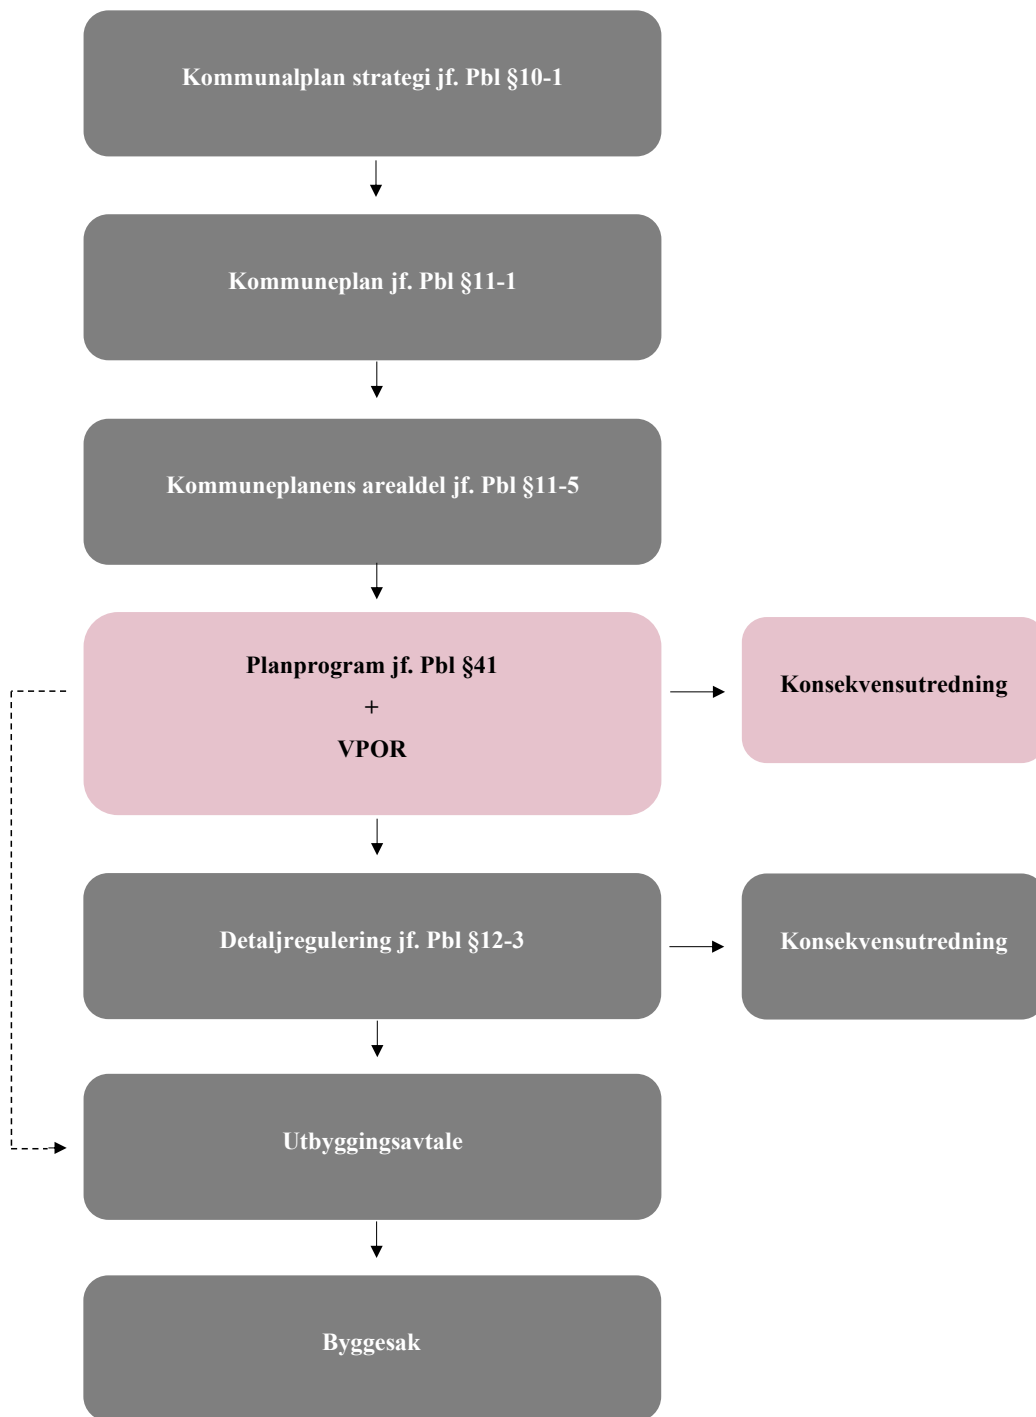 Kommunalplan strategi jf. Pbl §10-1
Kommuneplan jf. Pbl §11-1
Kommuneplanens arealdel jf. Pbl §11-5
Planprogram jf. Pbl §41
+
VPOR
Konsekvensutredning
Detaljregulering jf. Pbl §12-3
Konsekvensutredning
Utbyggingsavtale
Byggesak